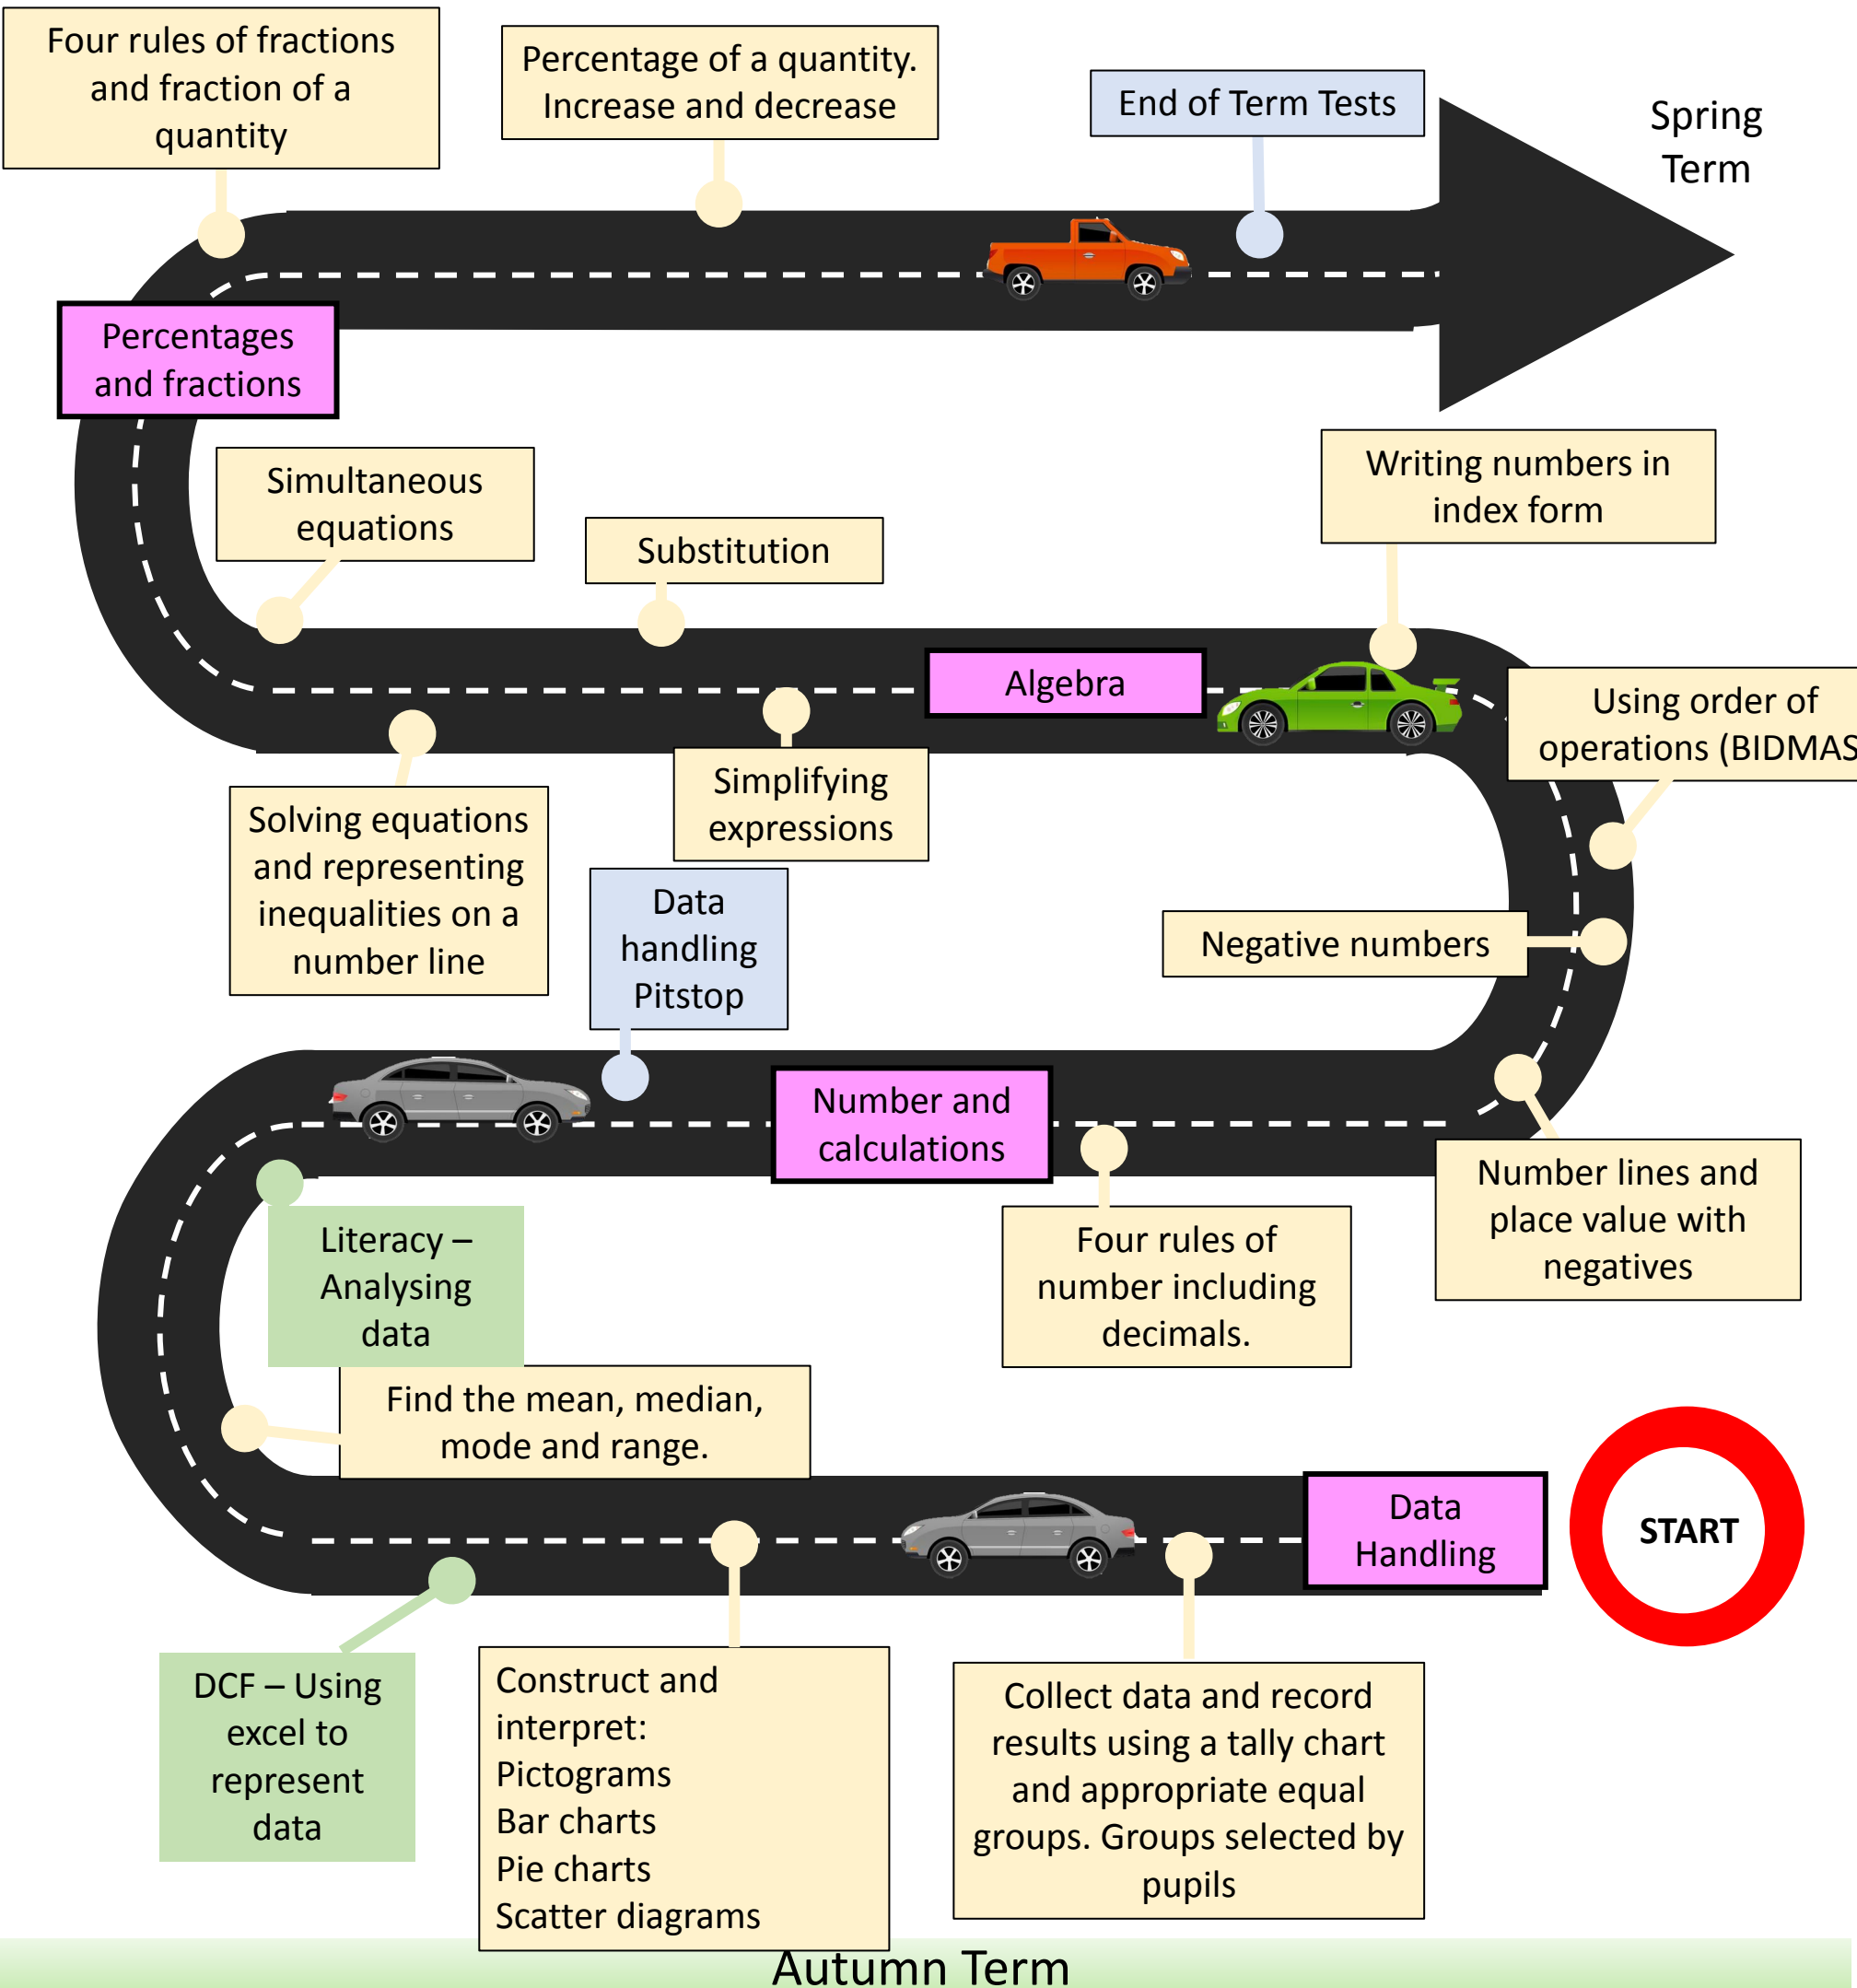 Four rules of fractions
and fraction of a
quantity
Percentage of a quantity.
Increase and decrease
End of Term Tests
Spring
Term
Percentages
and fractions
Simultaneous
equations
Substitution
Writing numbers in
index form
Algebra
Using order of
operations (BIDMAS
Solving equations
and representing
inequalities on a
number line
Simplifying
expressions
Data
handling
Pitstop
Negative numbers
Number and
calculations
Number lines and
place value with
negatives
Literacy –
Analysing
data
Four rules of
number including
decimals.
Find the mean, median,
mode and range.
Data
Handling
START
DCF – Using
excel to
represent
data
Construct and
interpret:
Pictograms
Bar charts
Pie charts
Scatter diagrams
Collect data and record
results using a tally chart
and appropriate equal
groups. Groups selected by
pupils
Autumn Term